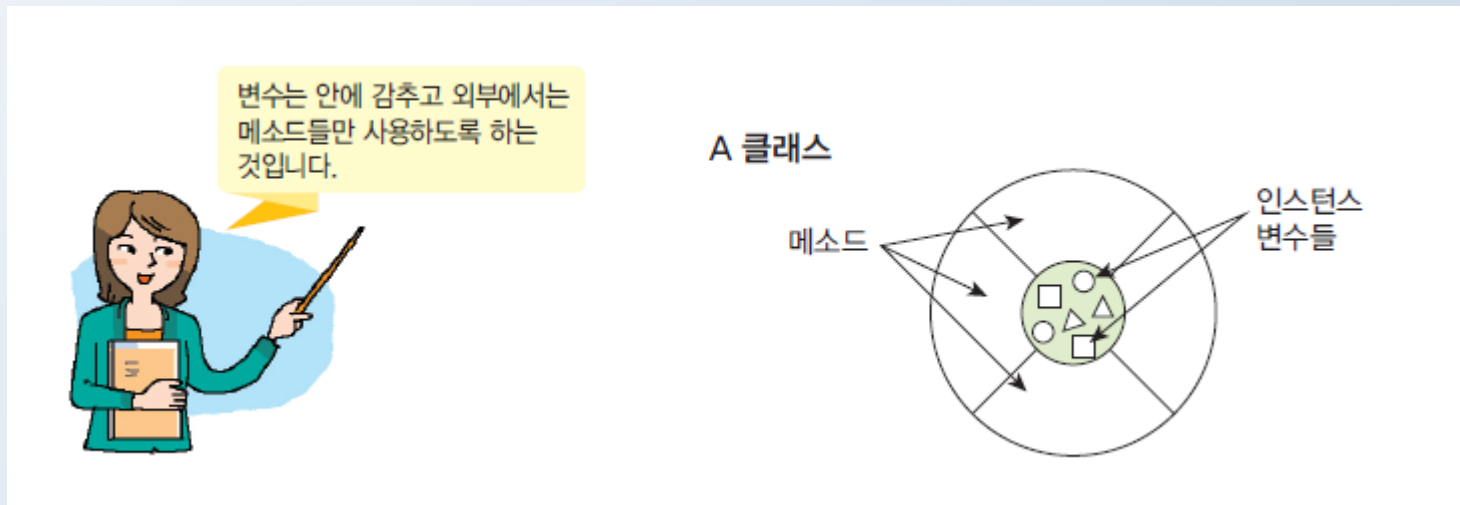 변수는 안에 감추고 외부에서는
메소드들만 사용하도록 하는
것입니다.
A 클래스
메소드
인스턴스
변수들